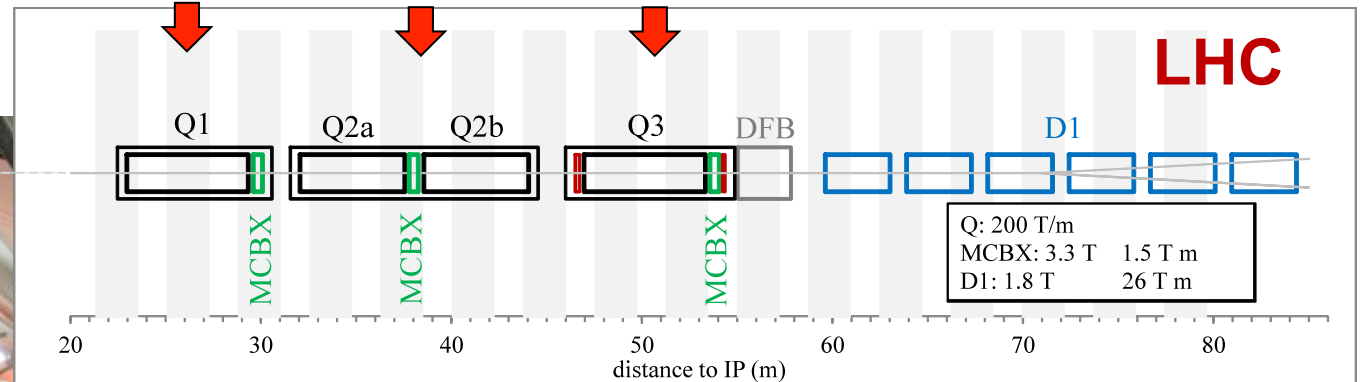 LHC
Q1
Q2a
Q2b
Q3
DFB
D1
MCBX
MCBX
MCBX
Q: 200 T/m
MCBX: 3.3 T 1.5 T m
D1: 1.8 T 26 T m
20 30 40 50 60 70 80
distance to IP (m)